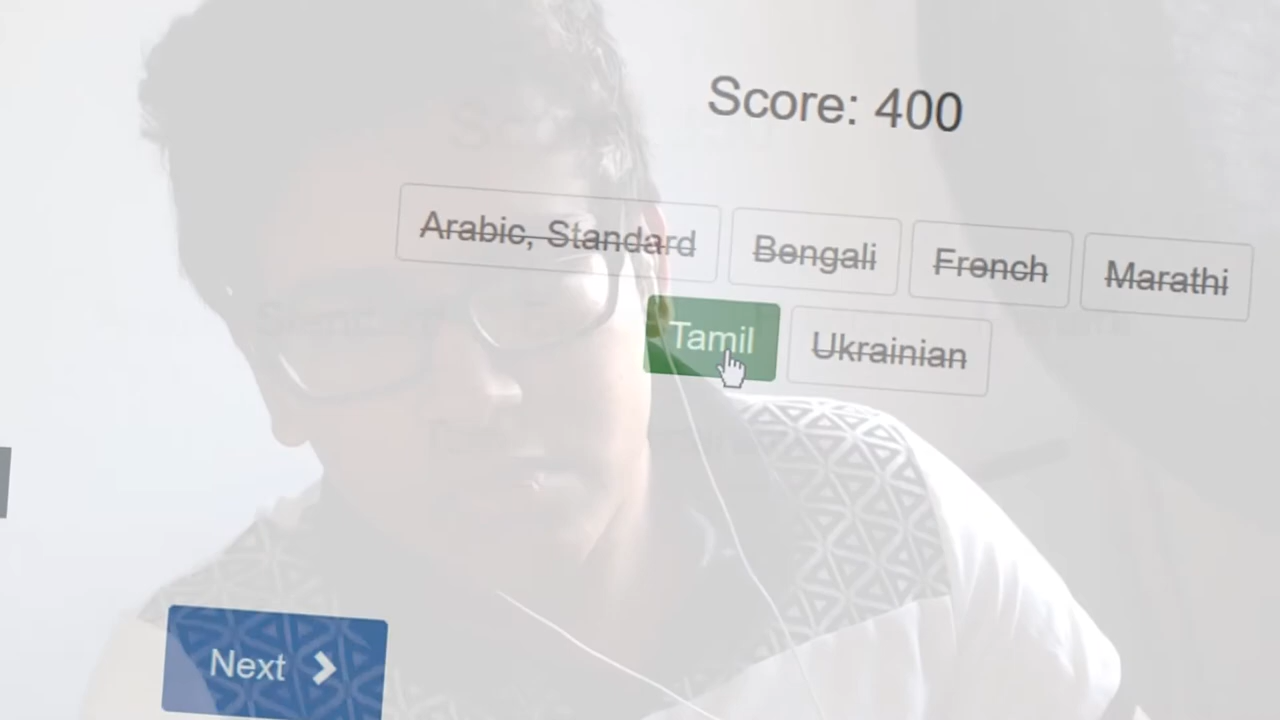 Score: 400
Arabic, Standard Bengali French Marathi
Tamil Ukrainian
Next